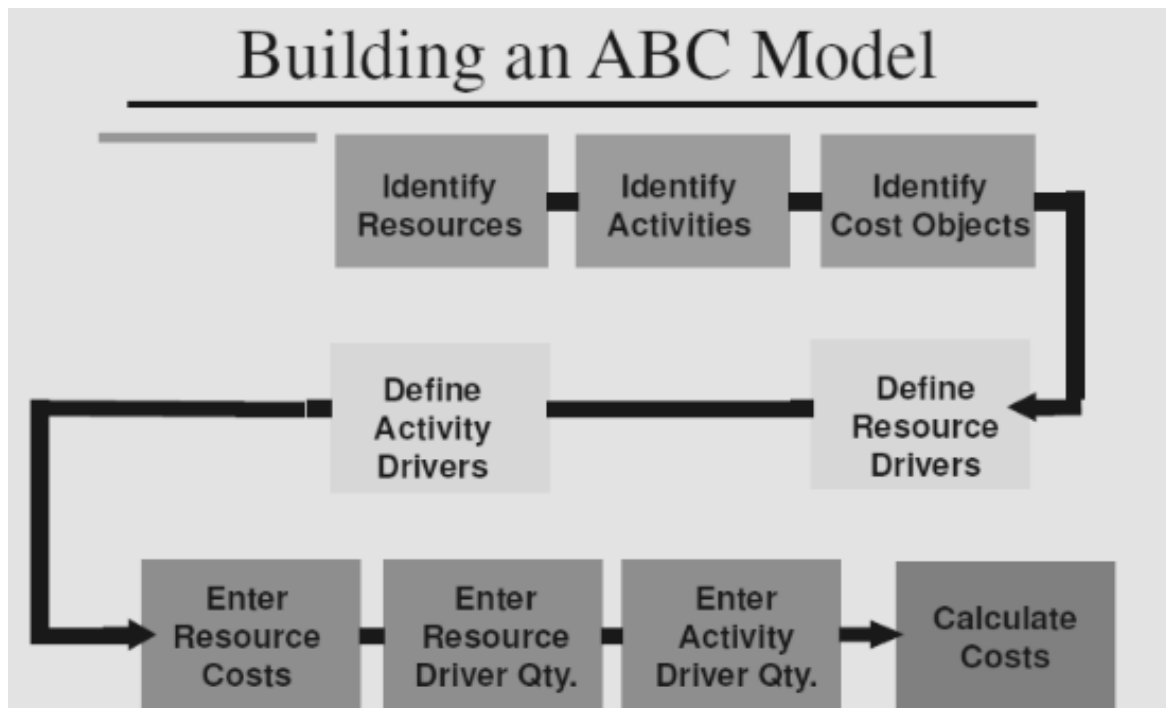 Building an ABC Model
Identify
Resources
Identify
Activities
Identify
Cost Objects
Define
Resource
Drivers
Define
Activity
Drivers
Enter
Resource
Costs
Enter
Resource
Driver Qty.
Enter
Activity
Driver Qty.
Calculate
Costs